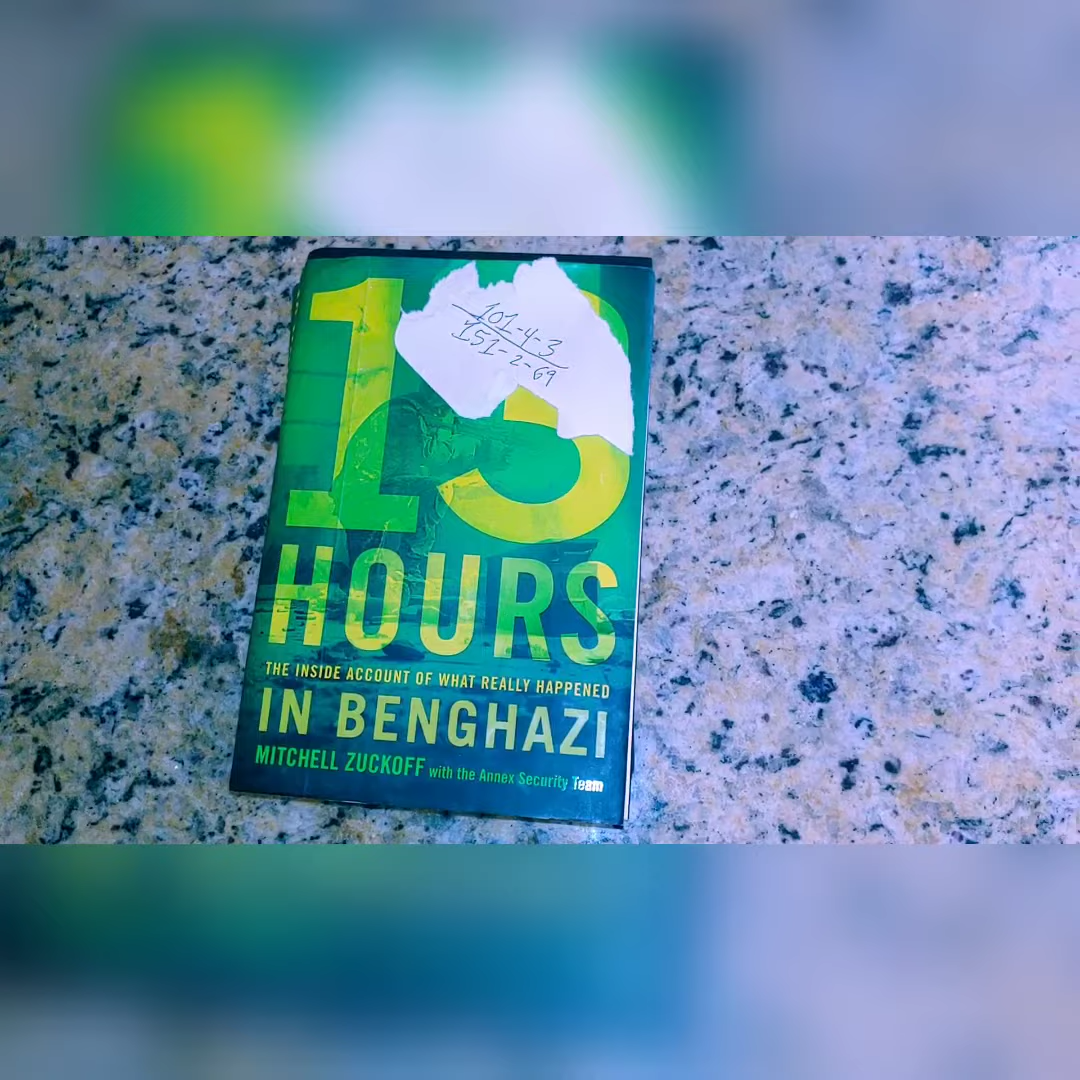 13
101-4-3
151-2-69
HOURS
THE INSIDE ACCOUNT OF WHAT REALLY HAPPENED
IN BENGHAZI
MITCHELL ZUCKOFF with the Annex Security Team